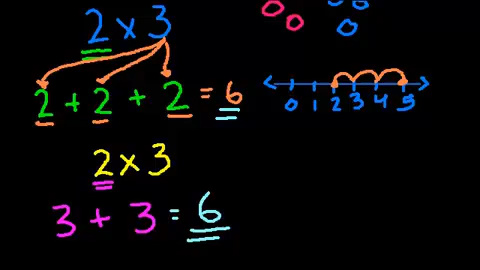 2 × 3
2 + 2 + 2 = 6
0 1 2 3 4 5
2 × 3
3 + 3 = 6